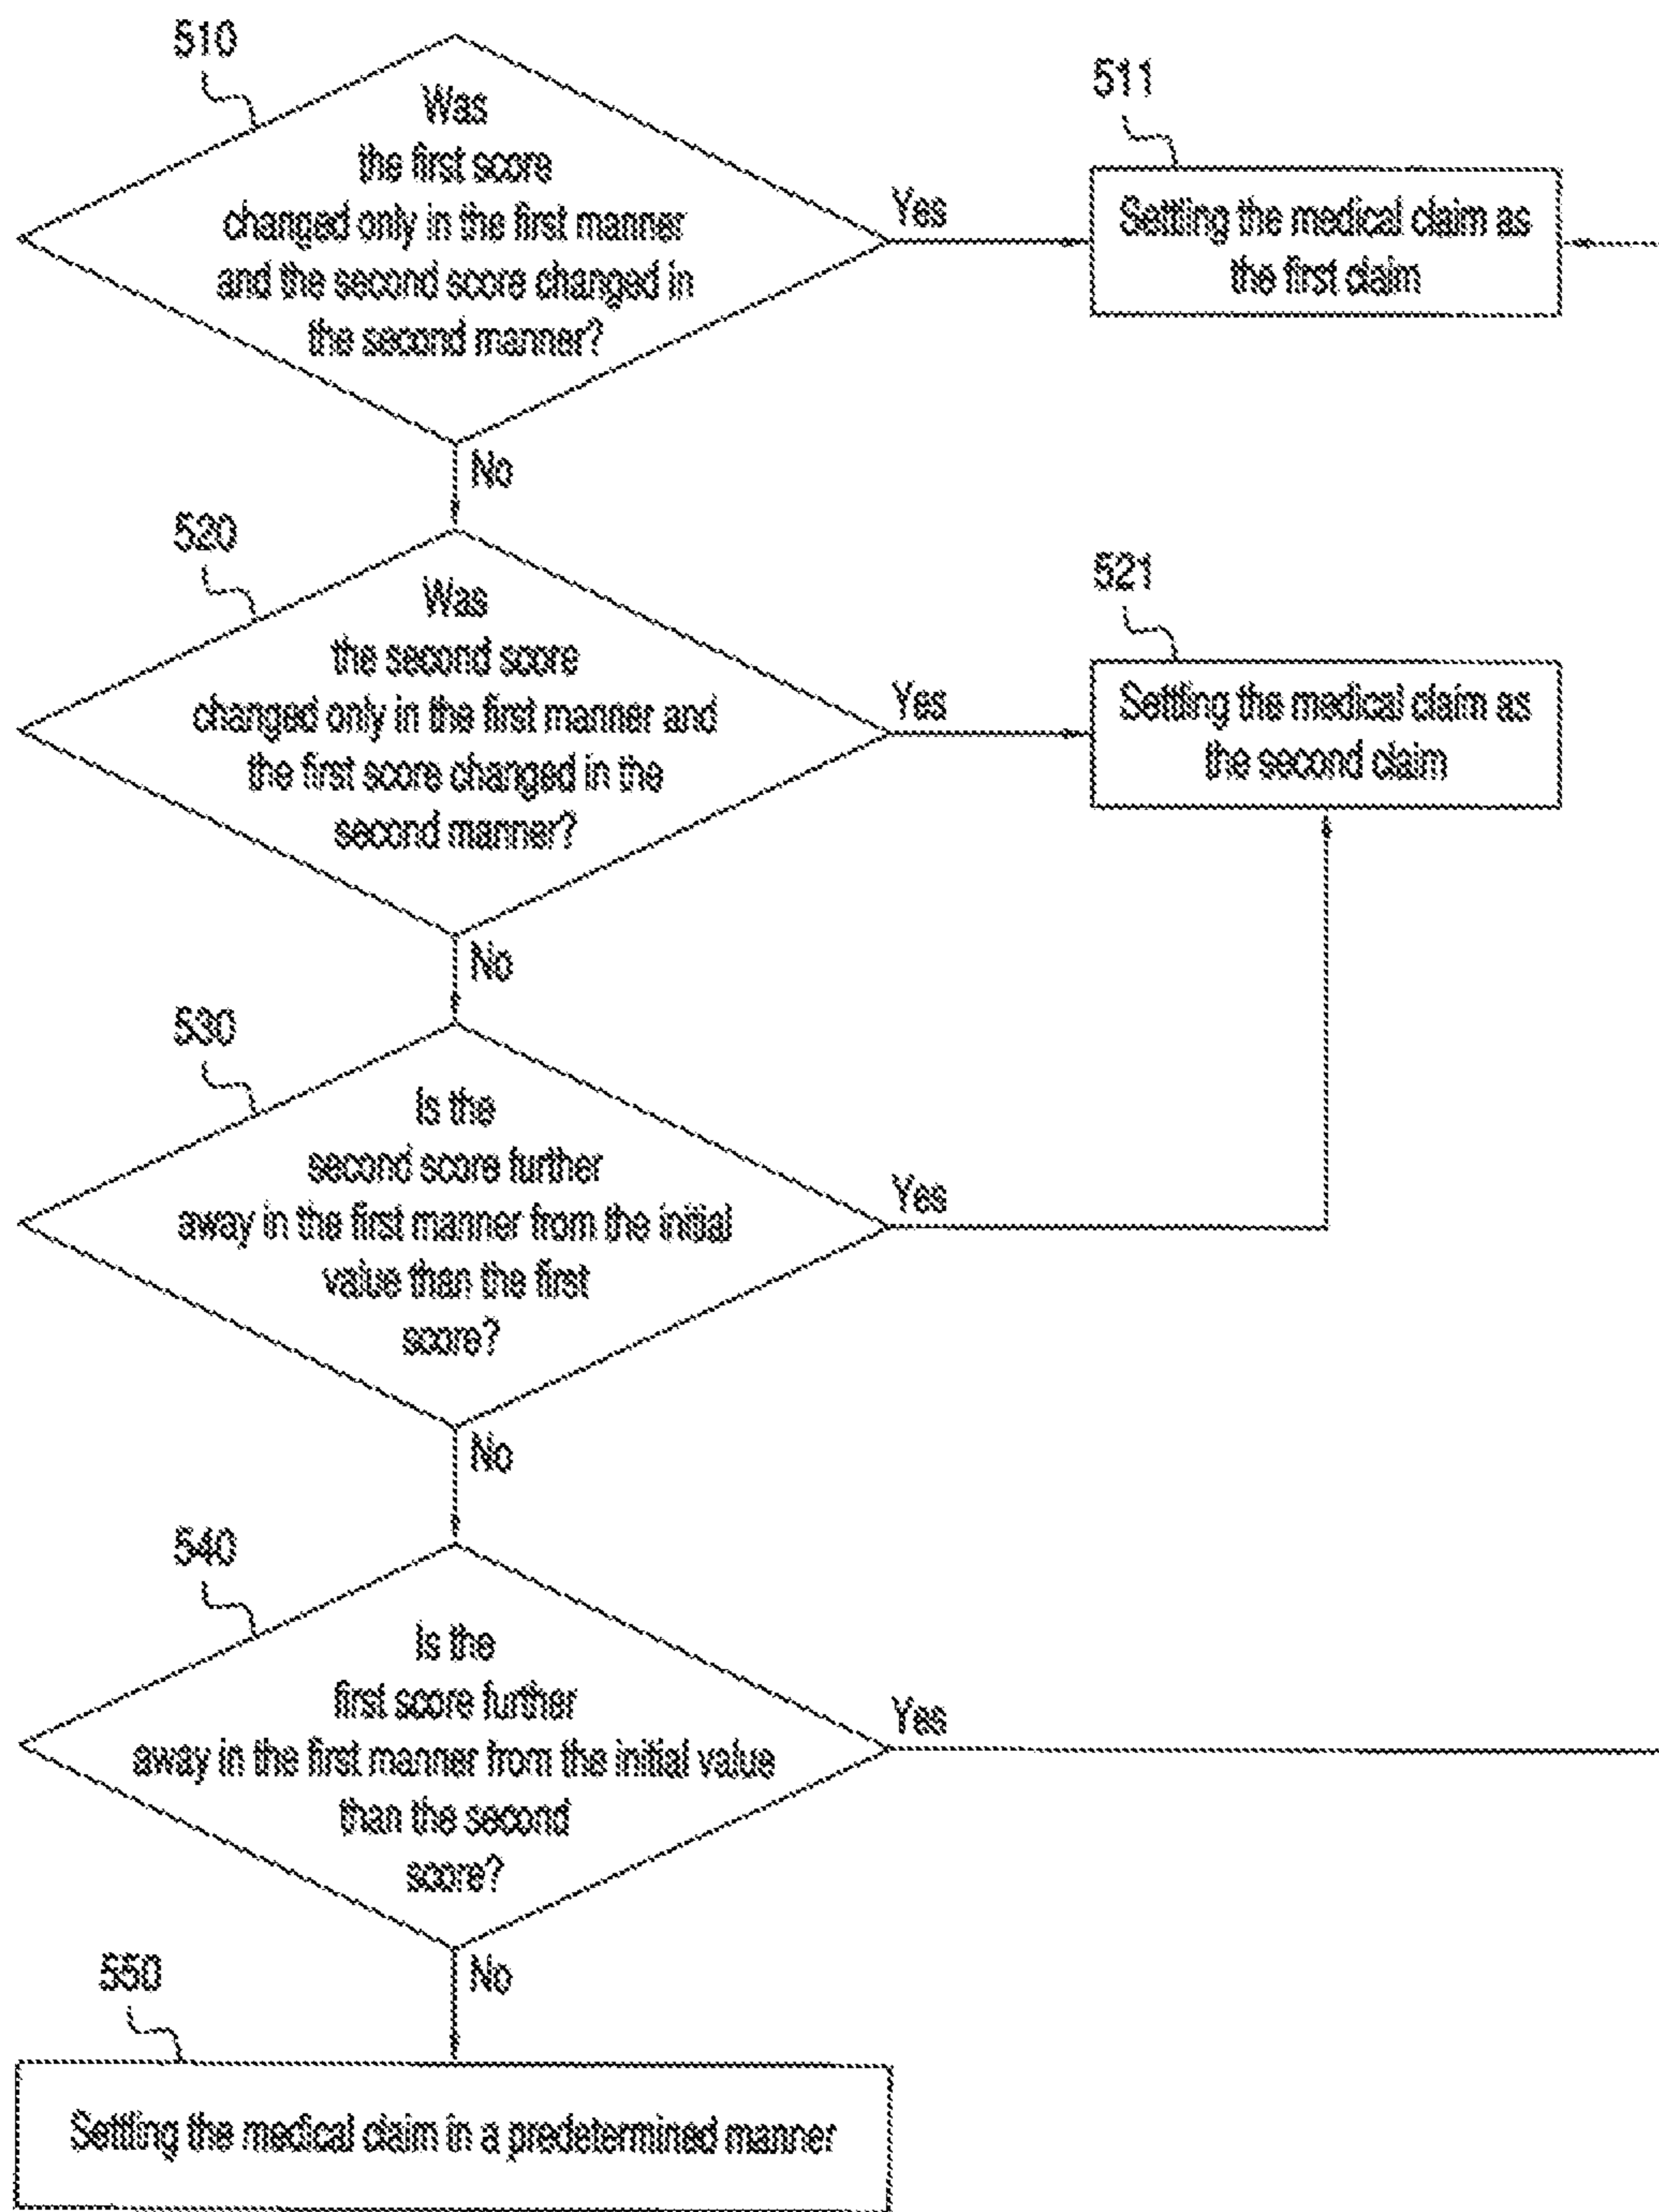 510
Was
the first score
changed only in the first manner
and the second score changed in
the second manner?
Yes
511
Settling the medical claim as
the first claim
No
520
Was
the second score
changed only in the first manner and
the first score changed in the
second manner?
Yes
521
Settling the medical claim as
the second claim
No
530
Is the
second score further
away in the first manner from the initial
value than the first
score?
Yes
No
540
Is the
first score further
away in the first manner from the initial value
than the second
score?
Yes
No
550
Settling the medical claim in a predetermined manner